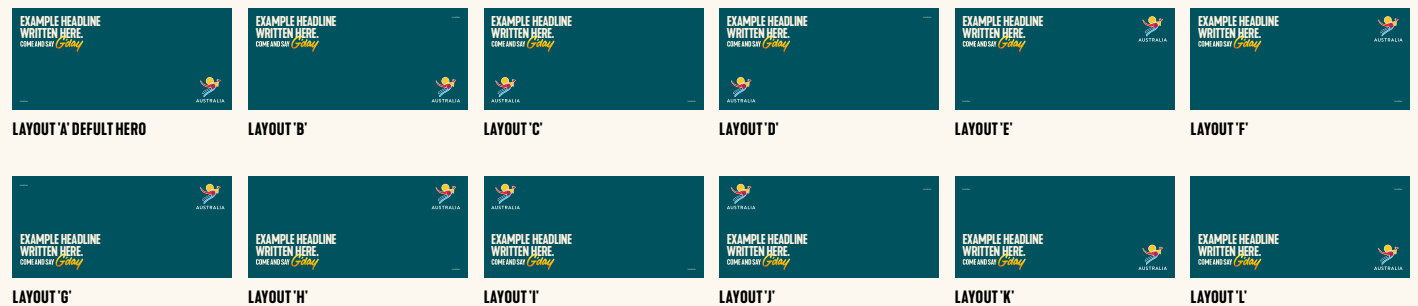 EXAMPLE HEADLINE
WRITTEN HERE.
COME AND SAY G'day
AUSTRALIA
LAYOUT 'A' DEFULT HERO
EXAMPLE HEADLINE
WRITTEN HERE.
COME AND SAY G'day
AUSTRALIA
LAYOUT 'B'
EXAMPLE HEADLINE
WRITTEN HERE.
COME AND SAY G'day
AUSTRALIA
LAYOUT 'C'
EXAMPLE HEADLINE
WRITTEN HERE.
COME AND SAY G'day
AUSTRALIA
LAYOUT 'D'
EXAMPLE HEADLINE
WRITTEN HERE.
COME AND SAY G'day
AUSTRALIA
LAYOUT 'E'
EXAMPLE HEADLINE
WRITTEN HERE.
COME AND SAY G'day
AUSTRALIA
LAYOUT 'F'
AUSTRALIA
EXAMPLE HEADLINE
WRITTEN HERE.
COME AND SAY G'day
LAYOUT 'G'
AUSTRALIA
EXAMPLE HEADLINE
WRITTEN HERE.
COME AND SAY G'day
LAYOUT 'H'
AUSTRALIA
EXAMPLE HEADLINE
WRITTEN HERE.
COME AND SAY G'day
LAYOUT 'I'
AUSTRALIA
EXAMPLE HEADLINE
WRITTEN HERE.
COME AND SAY G'day
LAYOUT 'J'
EXAMPLE HEADLINE
WRITTEN HERE.
COME AND SAY G'day
AUSTRALIA
LAYOUT 'K'
EXAMPLE HEADLINE
WRITTEN HERE.
COME AND SAY G'day
AUSTRALIA
LAYOUT 'L'